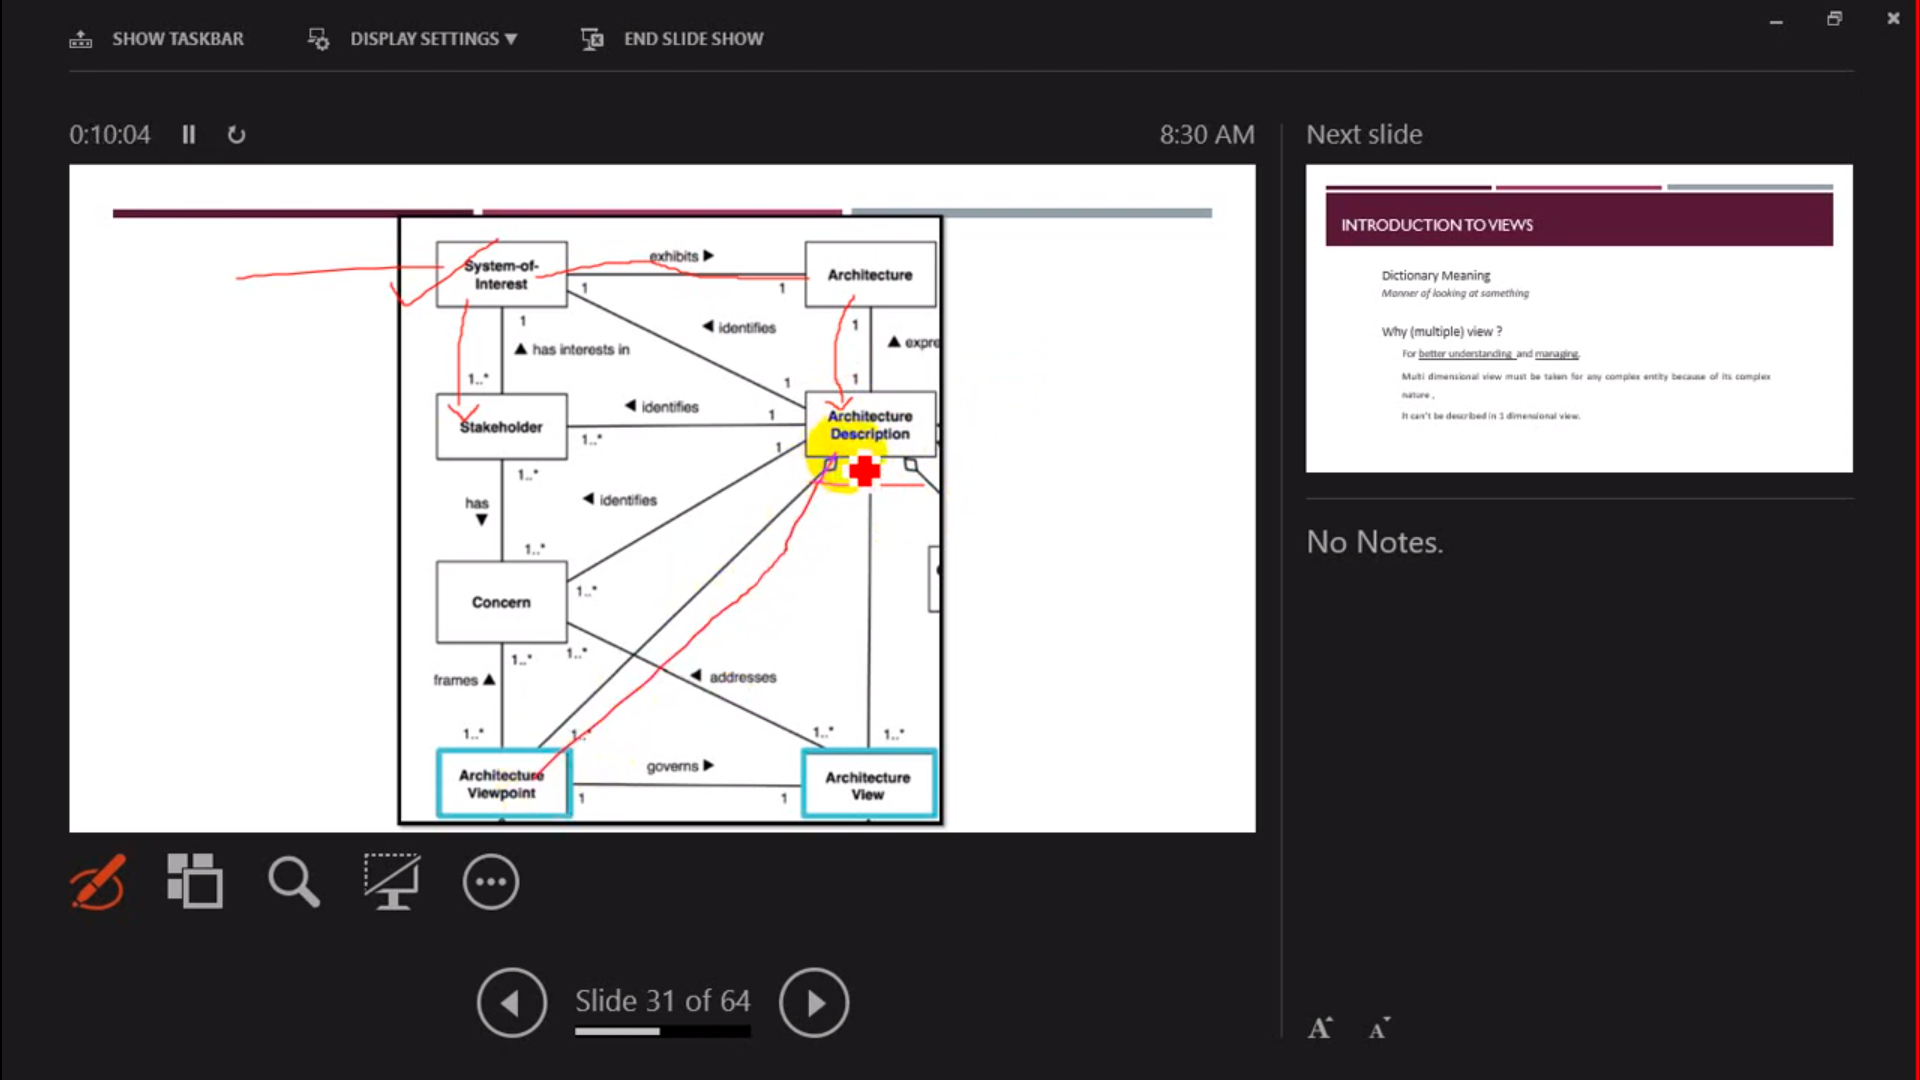 SHOW TASKBAR
DISPLAY SETTINGS ▼
END SLIDE SHOW
0:10:04
8:30 AM
Next slide
System-of-
Interest
exhibits ▶
Architecture
1
1
1
◀ identifies
1
▲ has interests in
▲ expre
1..*
1
1
Stakeholder
◀ identifies
1
1..*
Architecture
Description
1
1..*
has
▼
◀ identifies
1..*
1..*
Concern
1..*
1..*
frames ▲
◀ addresses
1..*
1..*
1..*
1..*
Architecture
Viewpoint
governs ▶
1
1
Architecture
View
INTRODUCTION TO VIEWS
Dictionary Meaning
Manner of looking at something
Why (multiple) view ?
For better understanding and managing.
Multi dimensional view must be taken for any complex entity because of its complex
nature ,
It can't be described in 1 dimensional view.
No Notes.
Slide 31 of 64
A A